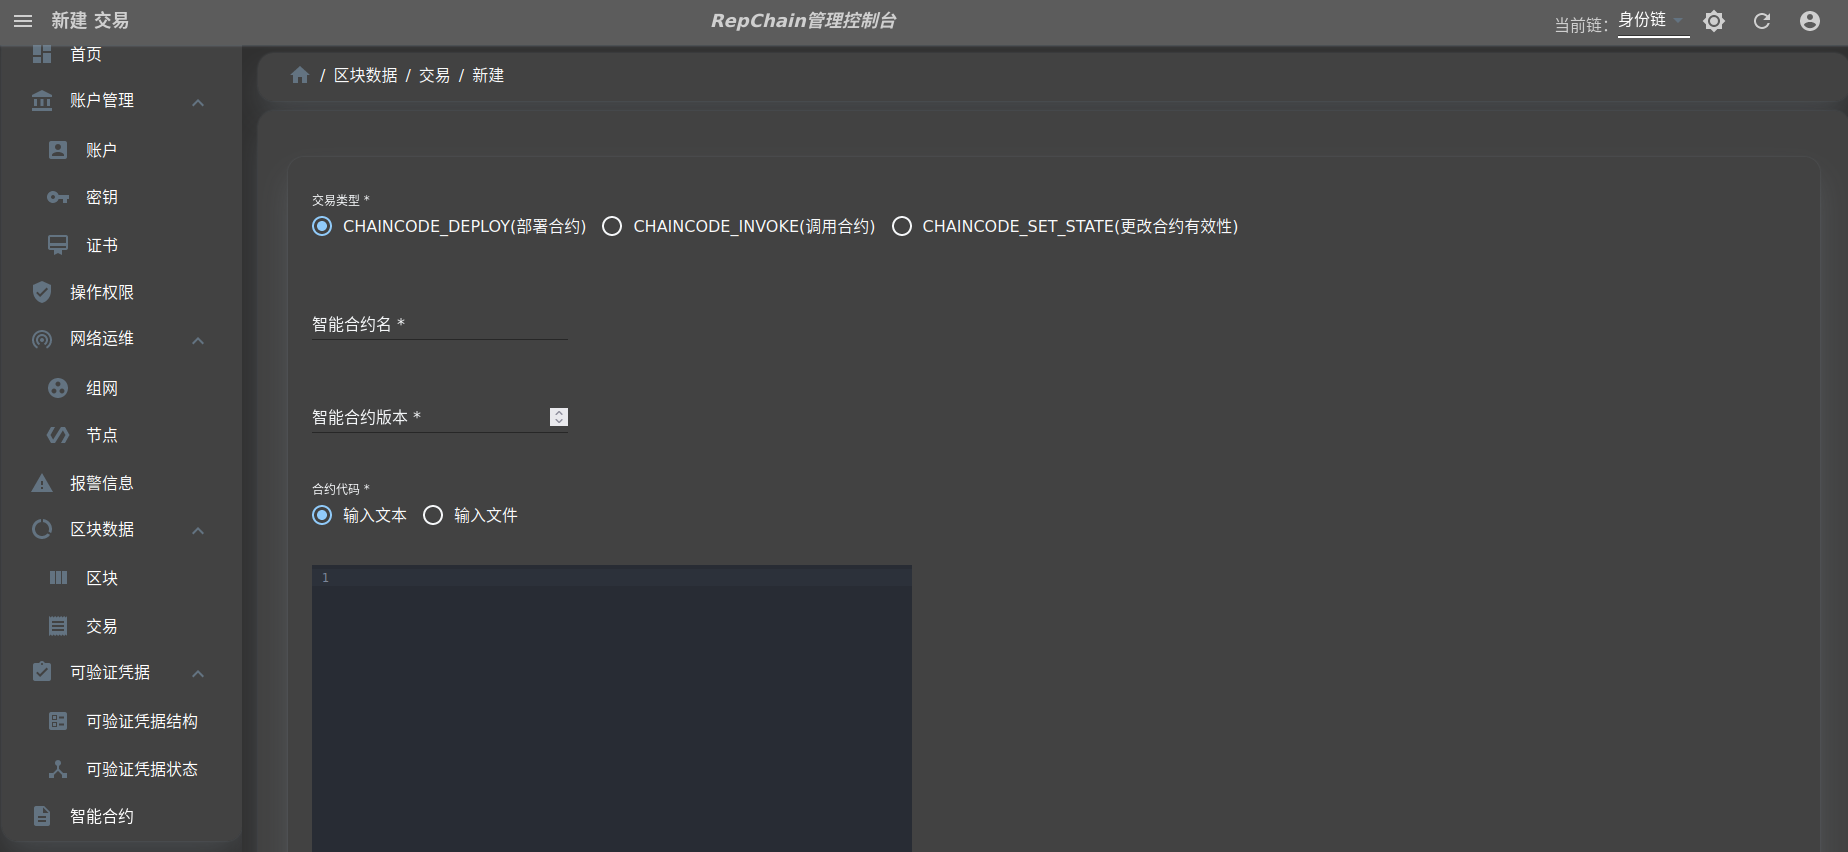 新建 交易
RepChain管理控制台
当前链: 身份链
首页
账户管理
账户
密钥
证书
操作权限
网络运维
组网
节点
报警信息
区块数据
区块
交易
可验证凭据
可验证凭据结构
可验证凭据状态
智能合约
/ 区块数据 / 交易 / 新建
交易类型 *
CHAINCODE_DEPLOY(部署合约) CHAINCODE_INVOKE(调用合约) CHAINCODE_SET_STATE(更改合约有效性)
智能合约名 *
智能合约版本 *
合约代码 *
输入文本 输入文件
1